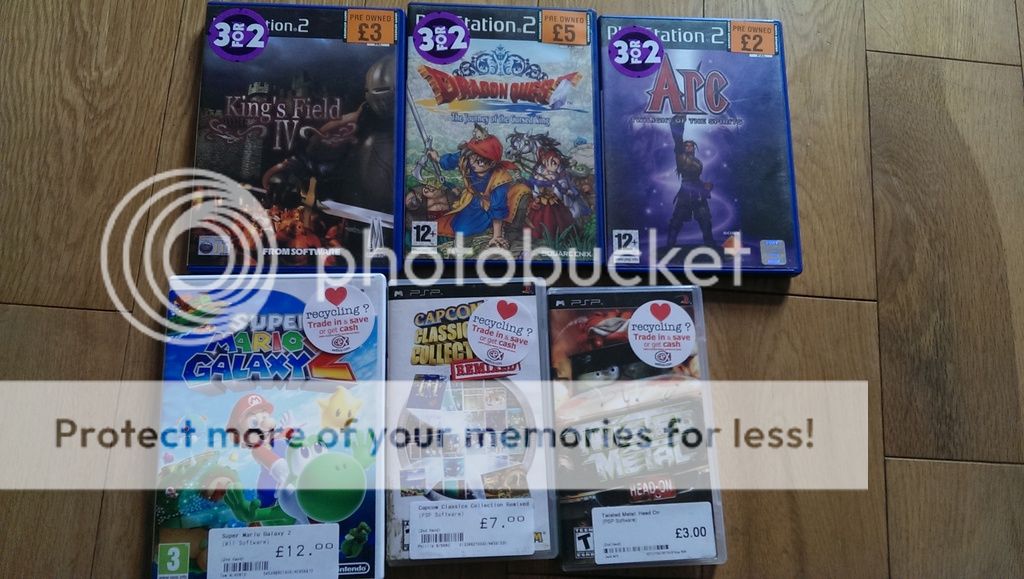 3 FOR 2
PlayStation.2
PRE OWNED
£3
King's Field
IV
FROM SOFTWARE
3 FOR 2
PlayStation.2
PRE OWNED
£5
DRAGON QUEST
The Journey of the Cursed King
12+
SQUARE ENIX
3 FOR 2
PlayStation 2
PRE OWNED
£2
ARC
TWILIGHT OF THE SPIRITS
12+
photobucket
Protect more of your memories for less!
SUPER
MARIO
GALAXY 2
recycling ?
Trade in & save
or get cash
Super Mario Galaxy 2
(Wii Software)
£12.00
3
Nintendo
PSP
CAPCOM
CLASSICS
COLLECTION
REMIXED
recycling ?
Trade in & save
or get cash
Capcom Classics Collection Remixed
(PSP Software)
£7.00
PSP
recycling ?
Trade in & save
or get cash
METAL
HEAD-ON
Twisted Metal: Head On
(PSP Software)
£3.00
T